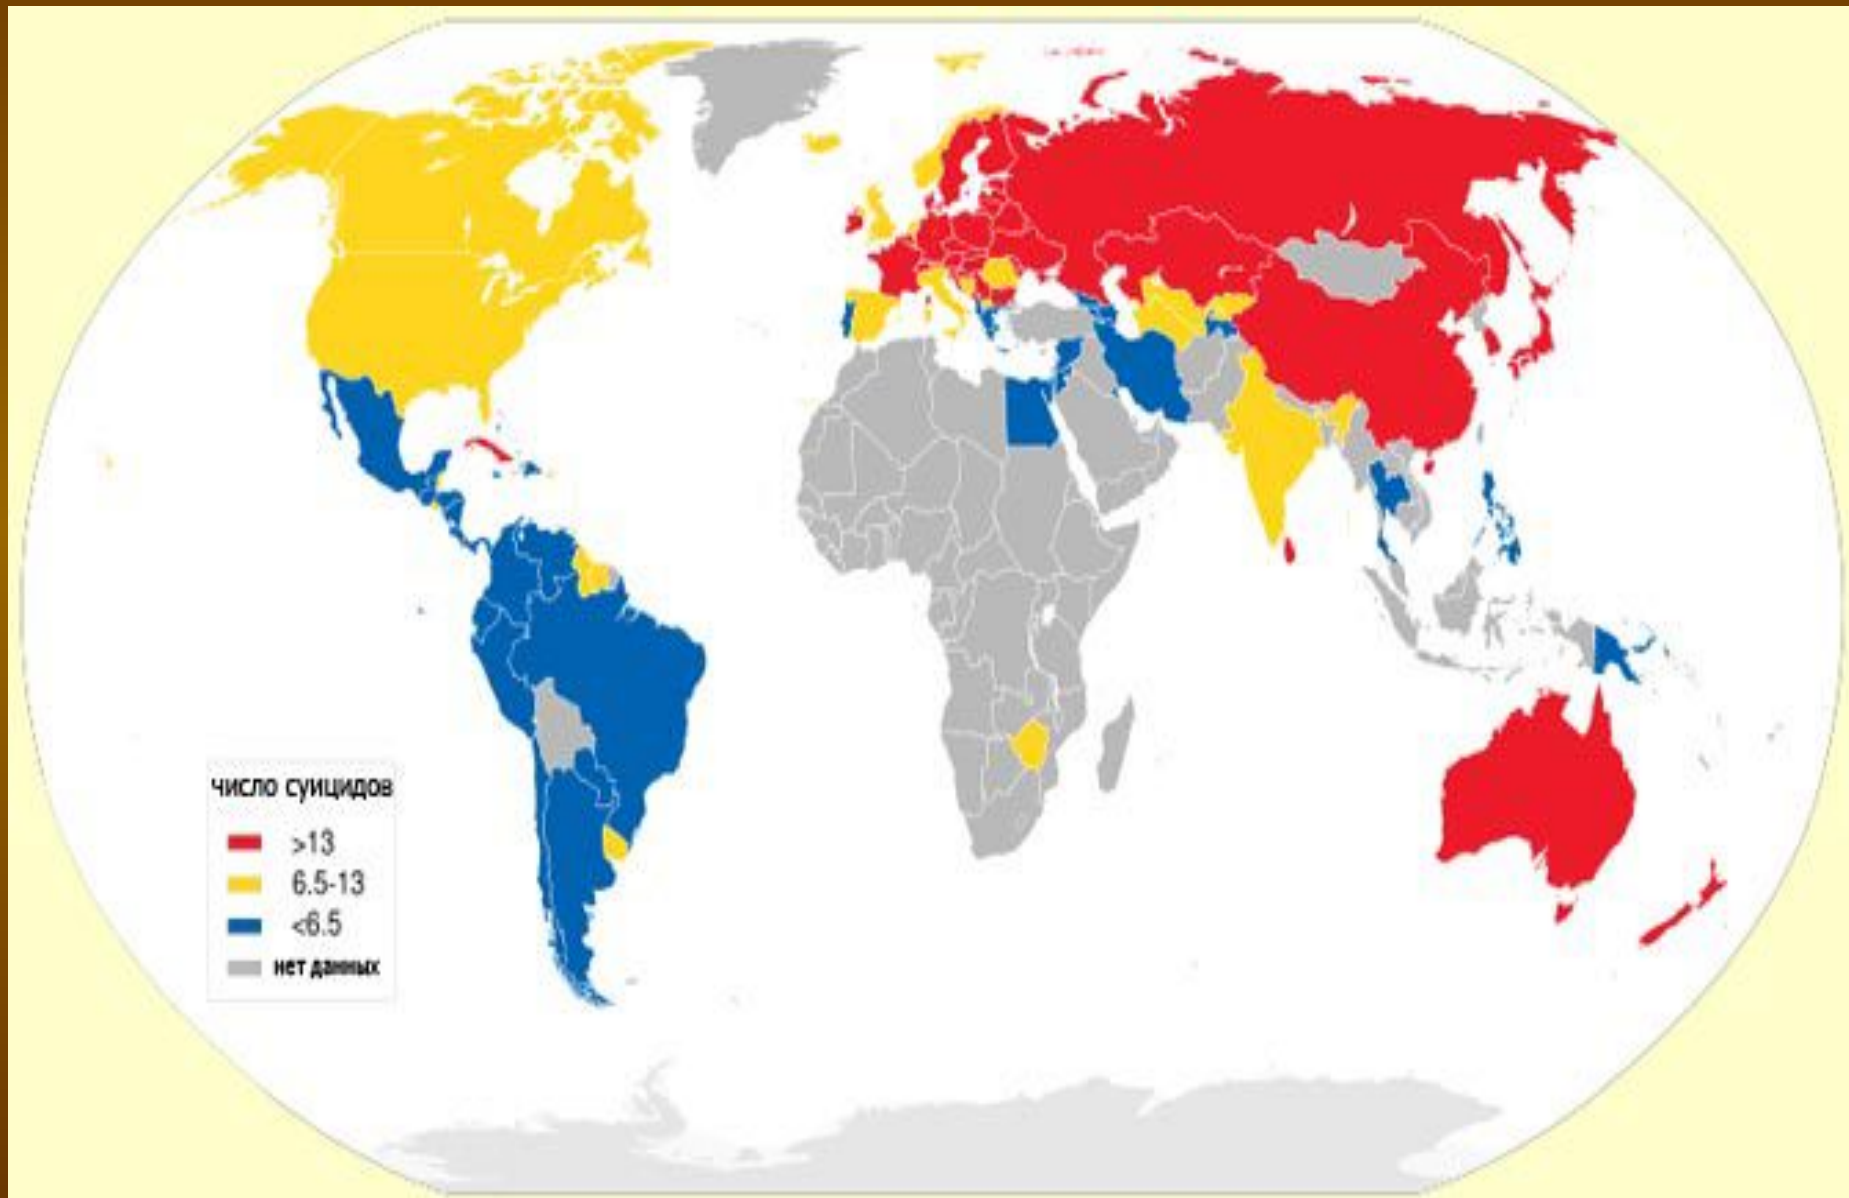 число суицидов
>13
6.5-13
<6.5
нет данных